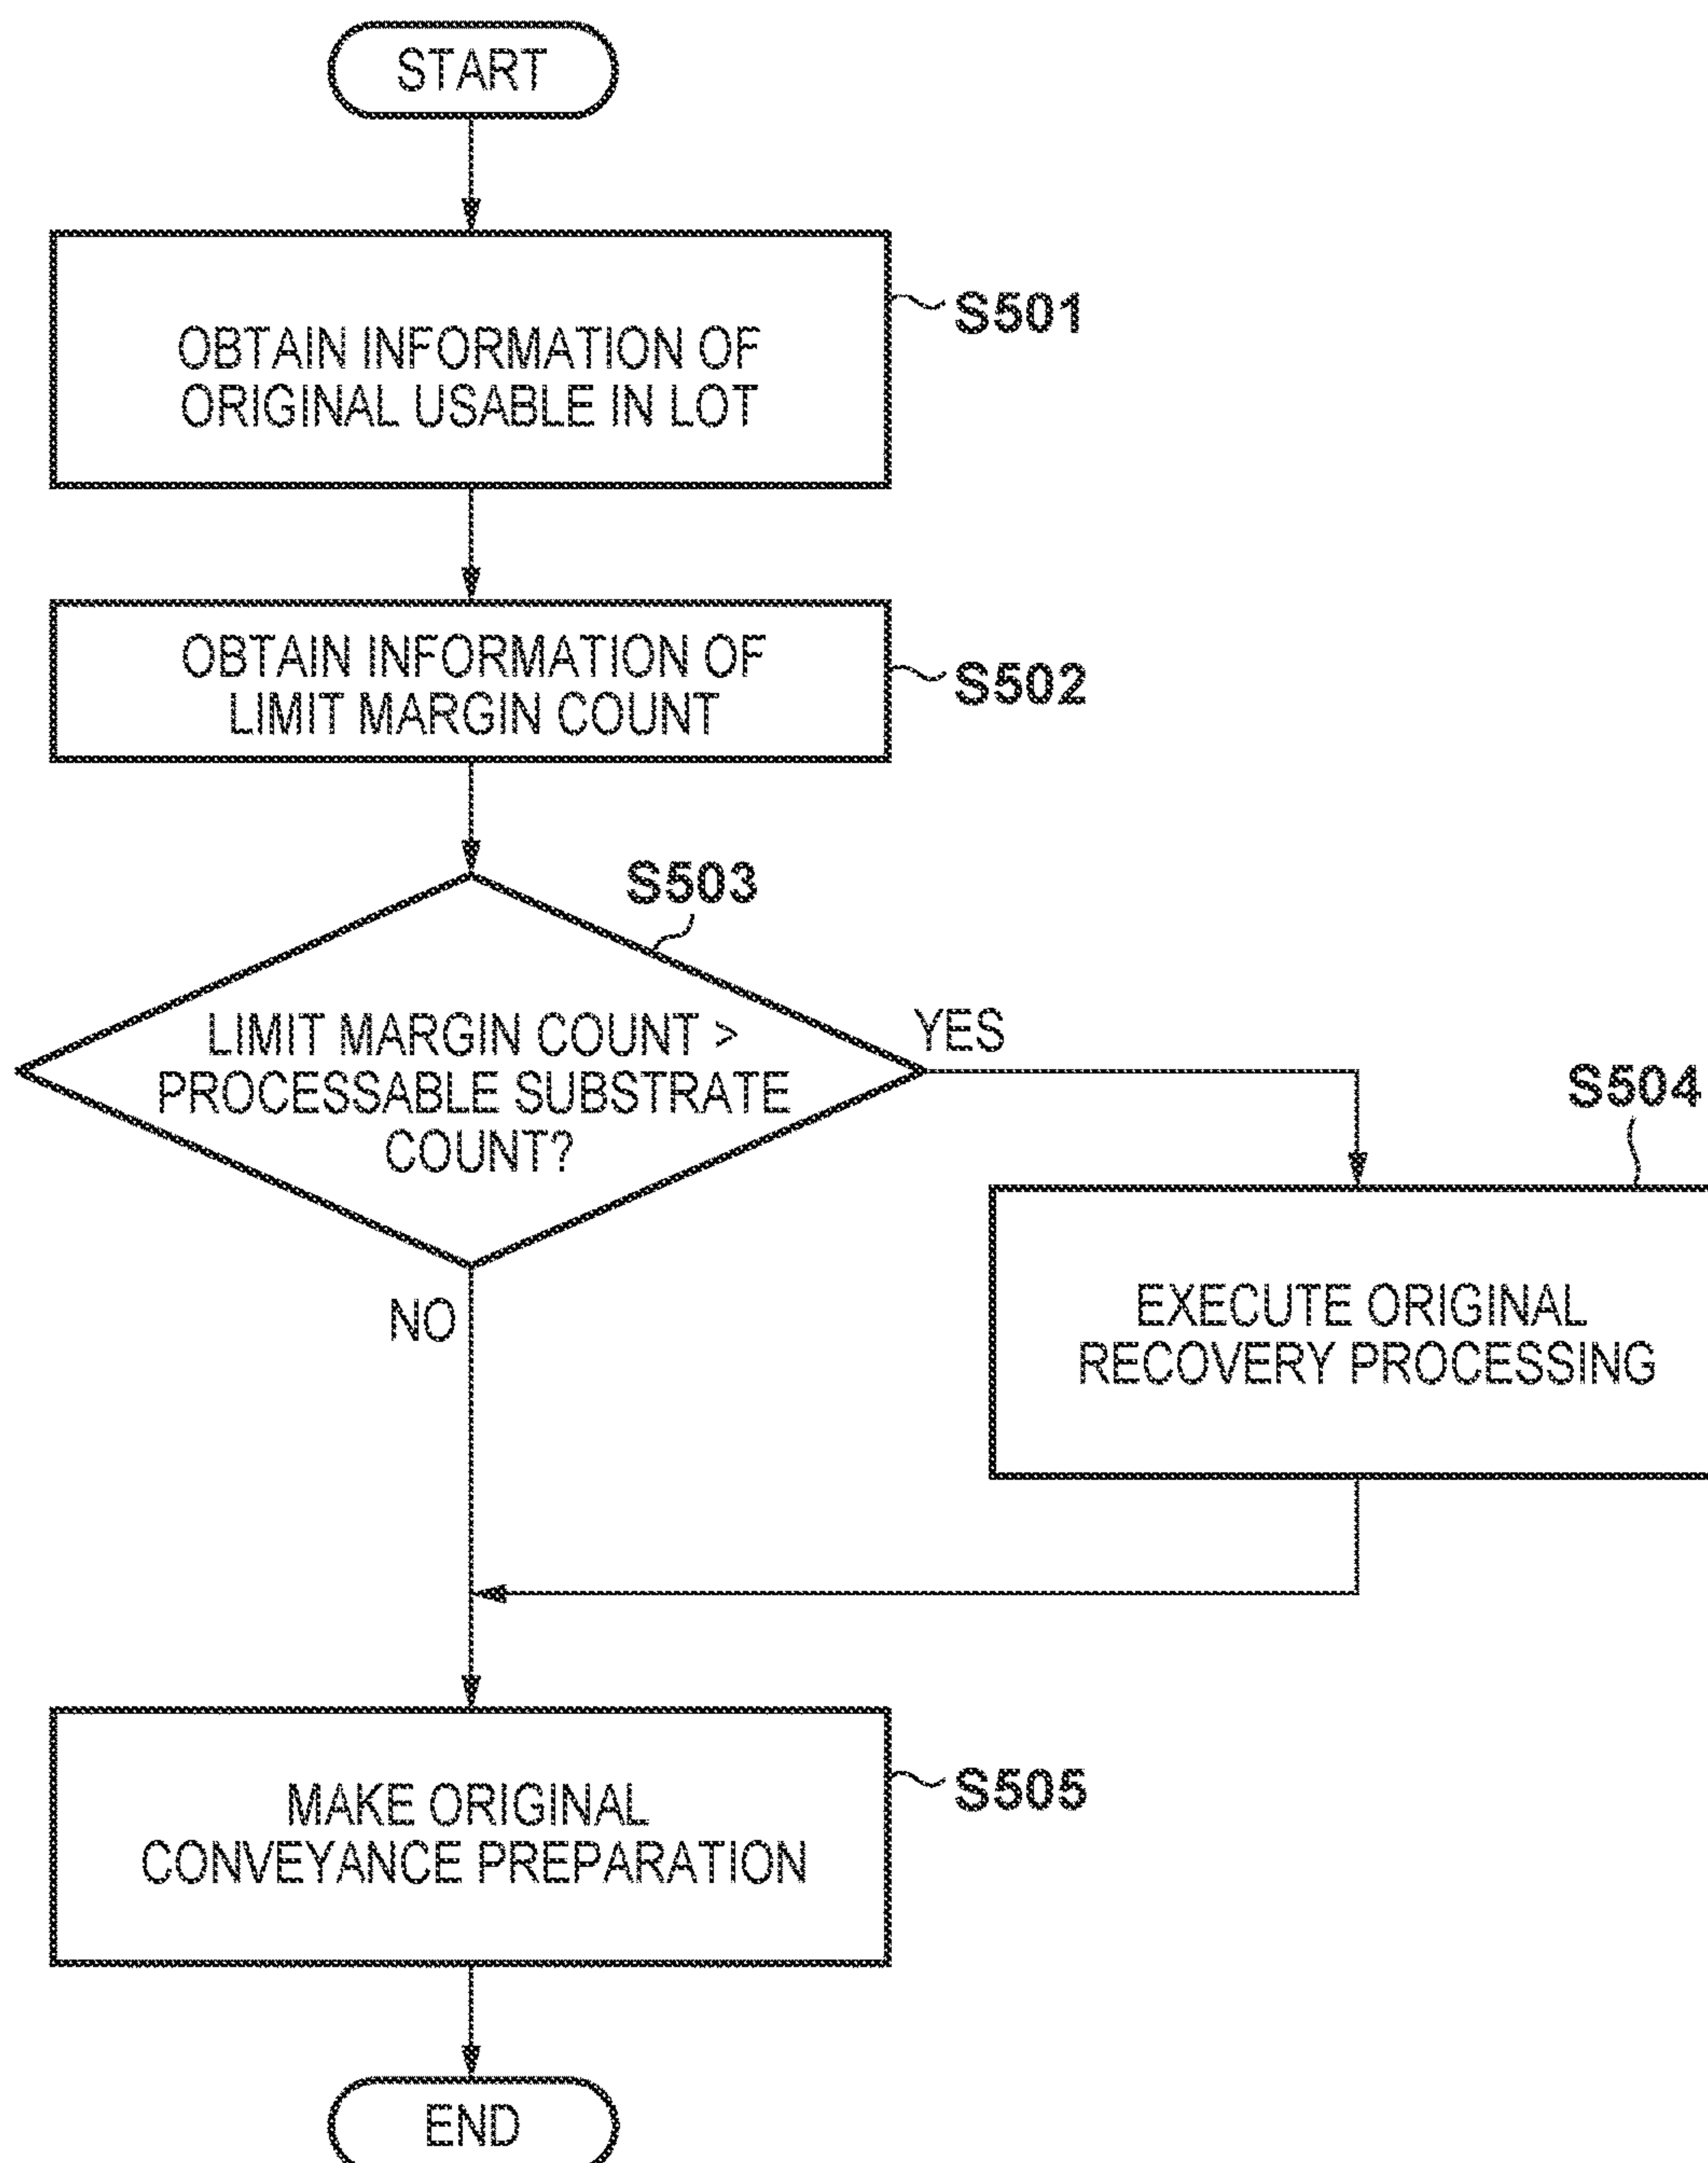 START
OBTAIN INFORMATION OF
ORIGINAL USABLE IN LOT
S501
OBTAIN INFORMATION OF
LIMIT MARGIN COUNT
S502
S503
LIMIT MARGIN COUNT >
PROCESSABLE SUBSTRATE
COUNT?
YES
NO
S504
EXECUTE ORIGINAL
RECOVERY PROCESSING
MAKE ORIGINAL
CONVEYANCE PREPARATION
S505
END